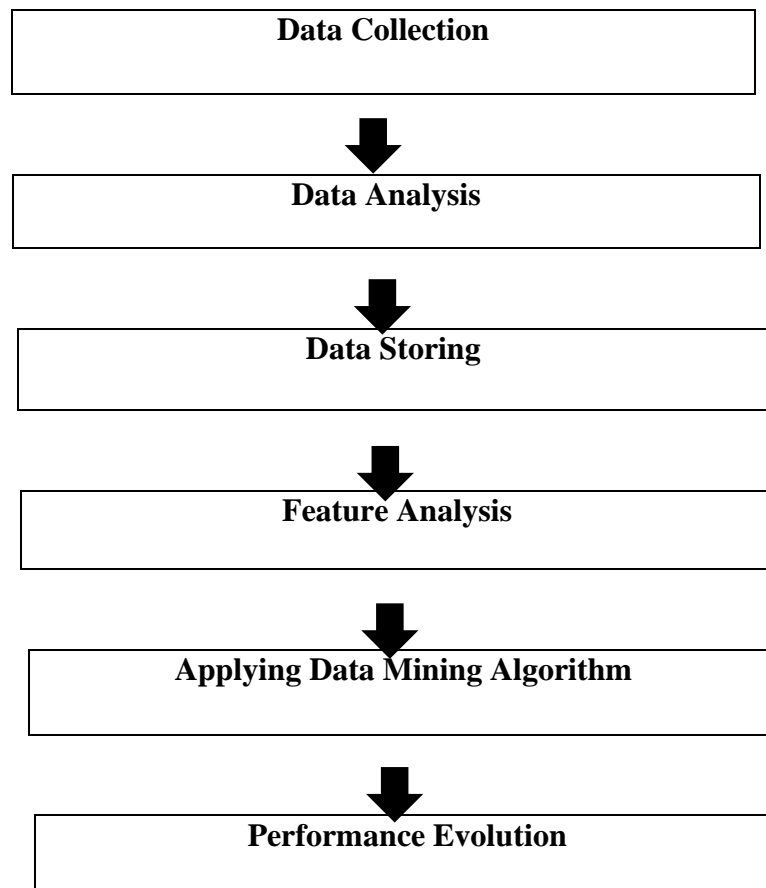 Data Collection
Data Analysis
Data Storing
Feature Analysis
Applying Data Mining Algorithm
Performance Evolution